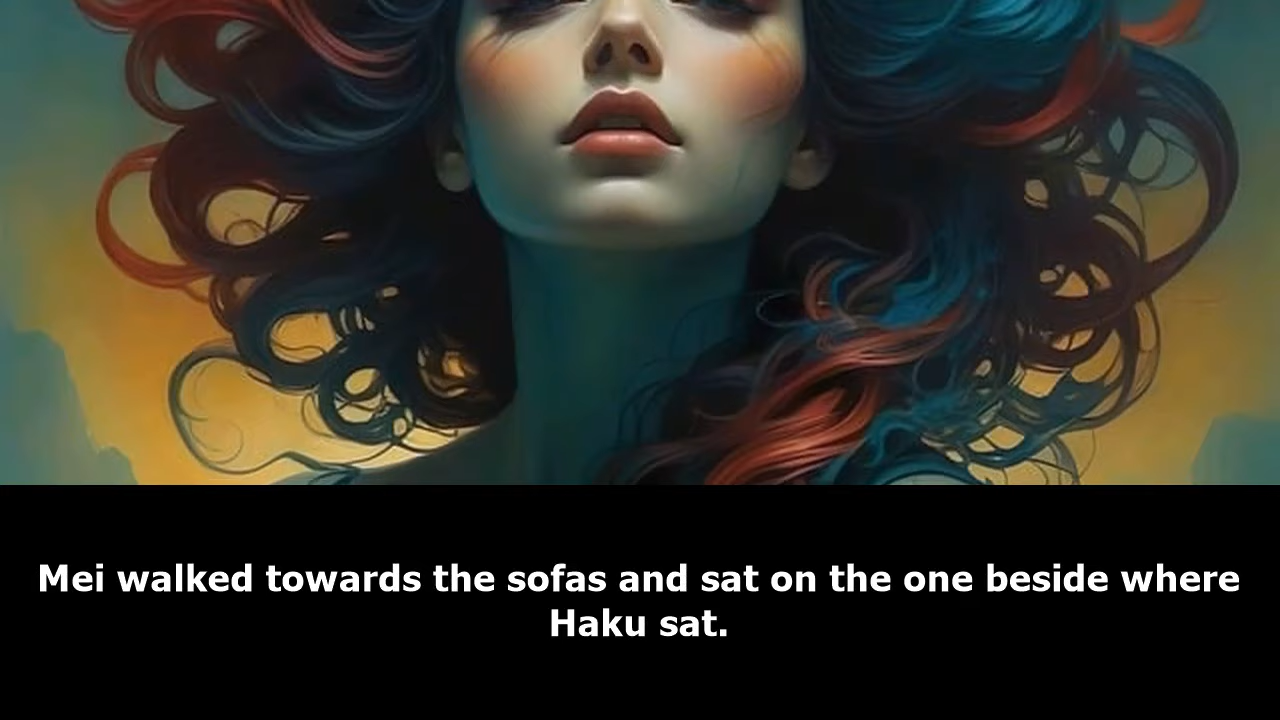 Mei walked towards the sofas and sat on the one beside where
Haku sat.